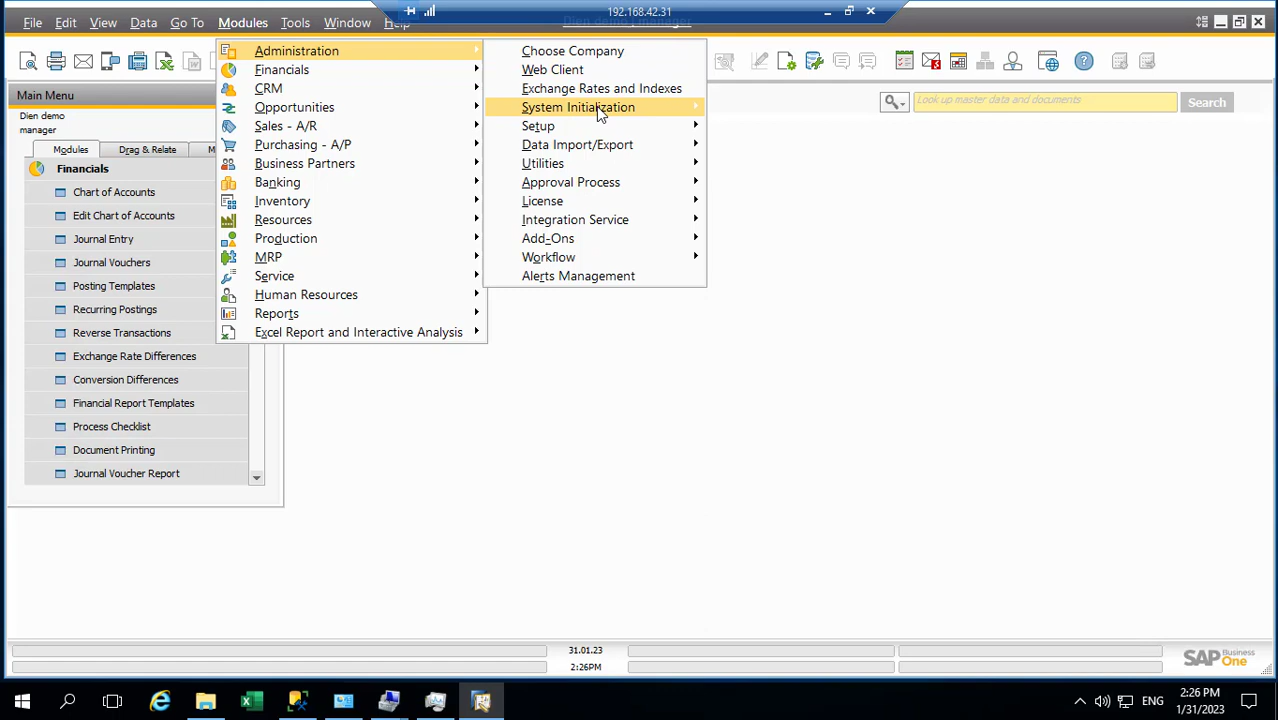 192.168.42.31
File Edit View Data Go To Modules Tools Window Help
Dien demo | manager
Main Menu
Dien demo
manager
Modules
Drag & Relate
M
Financials
Chart of Accounts
Edit Chart of Accounts
Journal Entry
Journal Vouchers
Posting Templates
Recurring Postings
Reverse Transactions
Exchange Rate Differences
Conversion Differences
Financial Report Templates
Process Checklist
Document Printing
Journal Voucher Report
Administration
Financials
CRM
Opportunities
Sales - A/R
Purchasing - A/P
Business Partners
Banking
Inventory
Resources
Production
MRP
Service
Human Resources
Reports
Excel Report and Interactive Analysis
Choose Company
Web Client
Exchange Rates and Indexes
System Initialization
Setup
Data Import/Export
Utilities
Approval Process
License
Integration Service
Add-Ons
Workflow
Alerts Management
Look up master data and documents
Search
31.01.23
2:26PM
SAP Business One
ENG
2:26 PM
1/31/2023